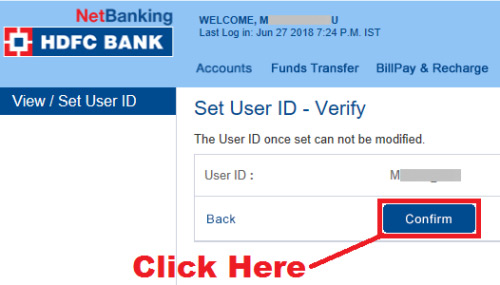 NetBanking
HDFC BANK
WELCOME, M U
Last Log in: Jun 27 2018 7:24 P.M. IST
Accounts Funds Transfer BillPay & Recharge
View / Set User ID
Set User ID - Verify
The User ID once set can not be modified.
User ID : M
Back Confirm
Click Here